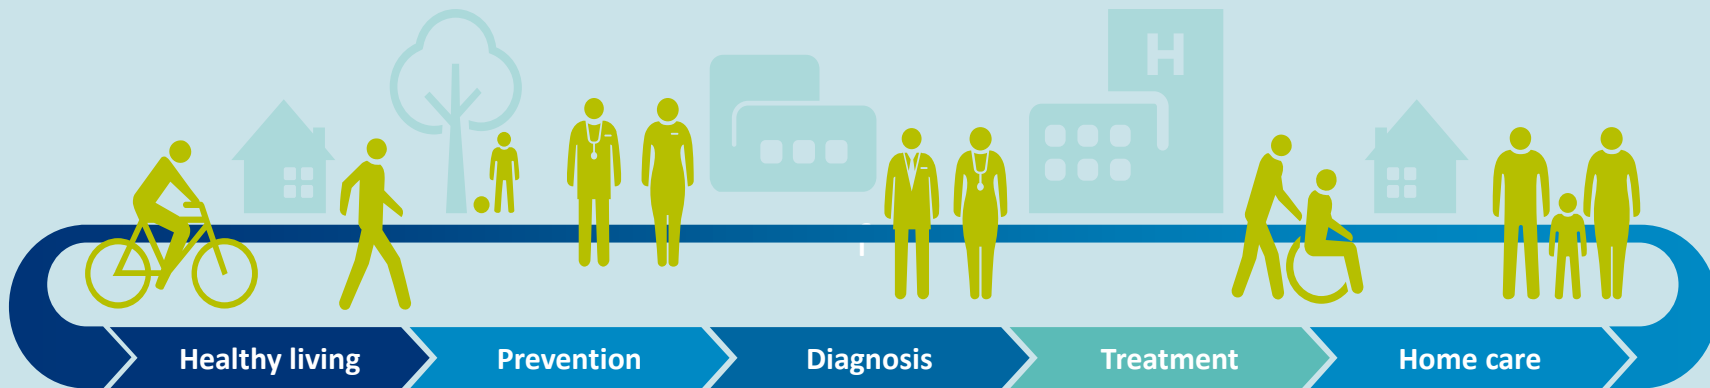 H
Healthy living
Prevention
Diagnosis
Treatment
Home care